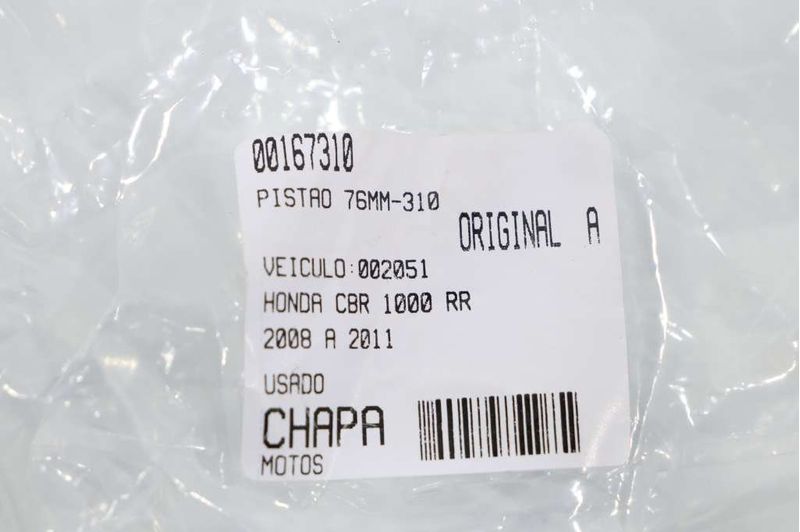 00167310
PISTAO 76MM-310
ORIGINAL A
VEICULO:002051
HONDA CBR 1000 RR
2008 A 2011
USADO
CHAPA
MOTOS